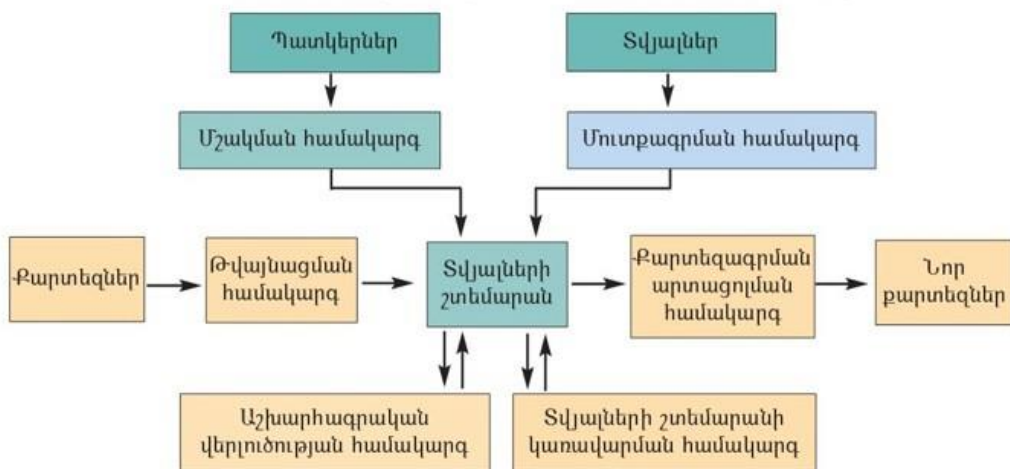 Պատկերներ
Տվյալներ
Մշակման համակարգ
Մուտքագրման համակարգ
Քարտեզներ
Թվայնացման
համակարգ
Տվյալների
շտեմարան
Քարտեզագրման
արտացոլման
համակարգ
Նոր
քարտեզներ
Աշխարհագրական
վերլուծության համակարգ
Տվյալների շտեմարանի
կառավարման համակարգ